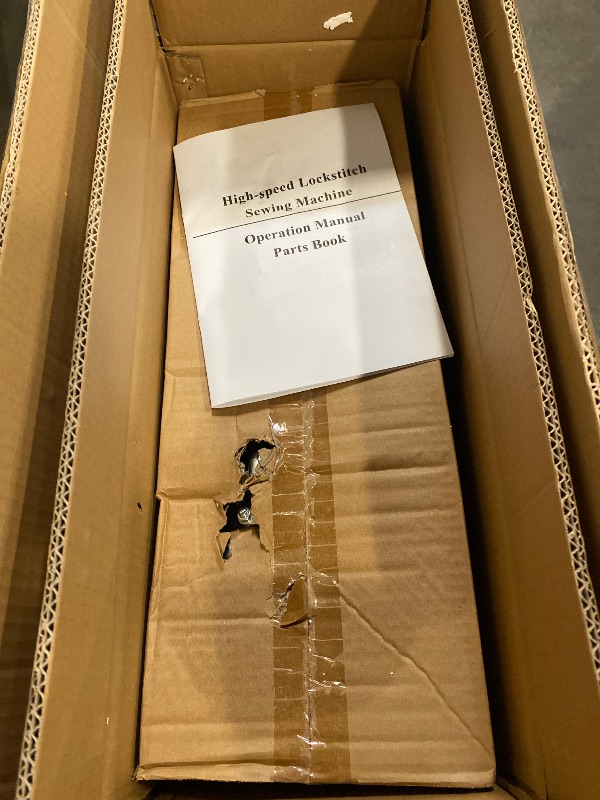 High-speed Lockstitch
Sewing Machine
Operation Manual
Parts Book